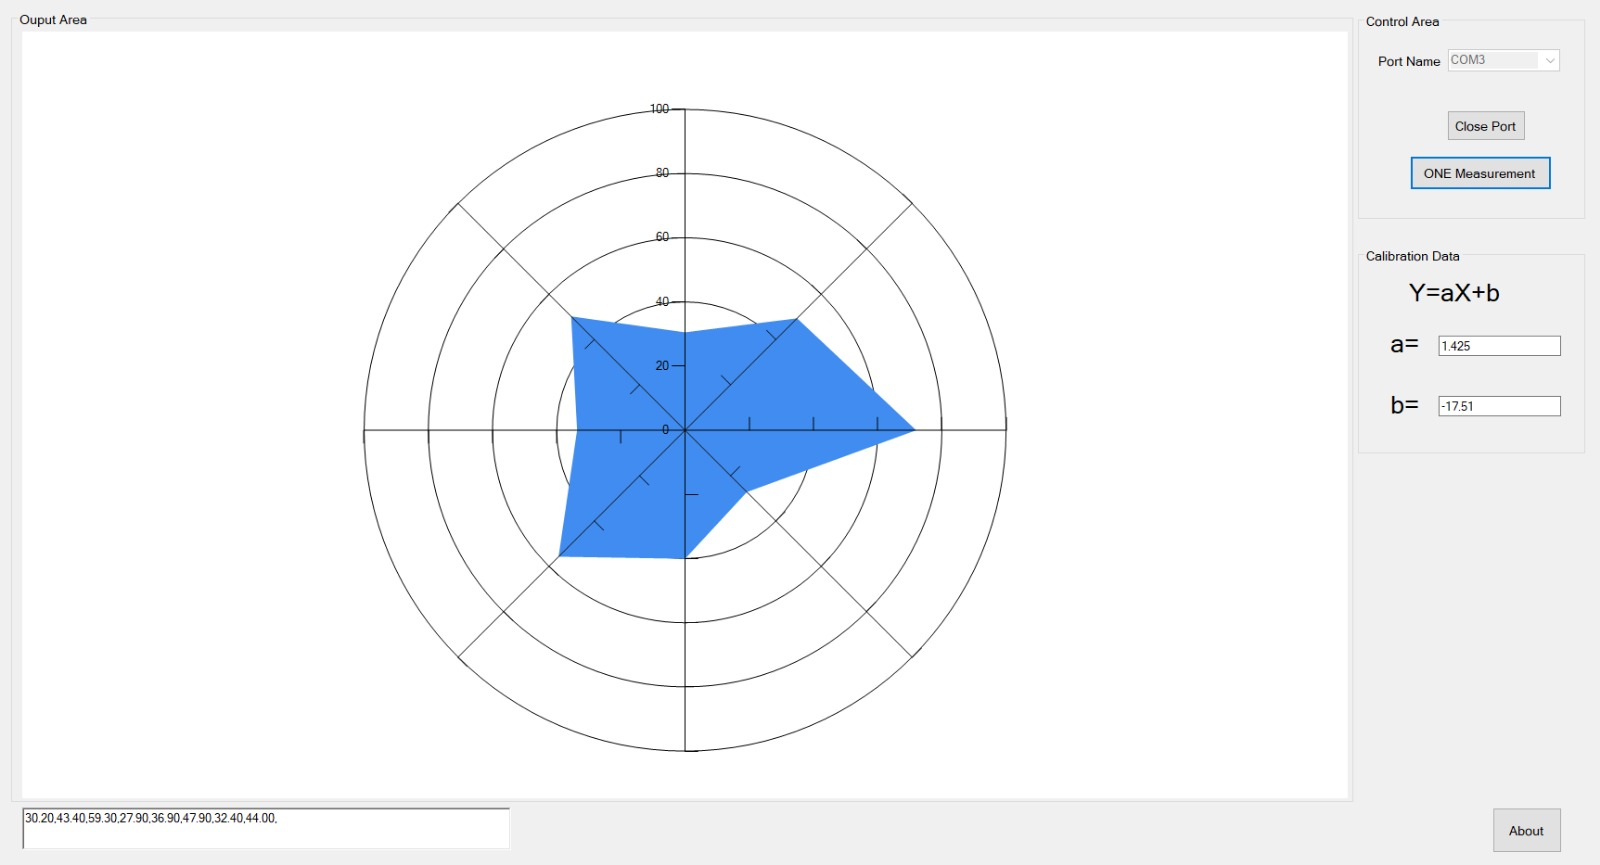 Ouput Area
100
80
60
40
20
0
30.20,43.40,59.30,27.90,36.90,47.90,32.40,44.00,
Control Area
Port Name COM3
Close Port
ONE Measurement
Calibration Data
Y=aX+b
a= 1.425
b= -17.51
About